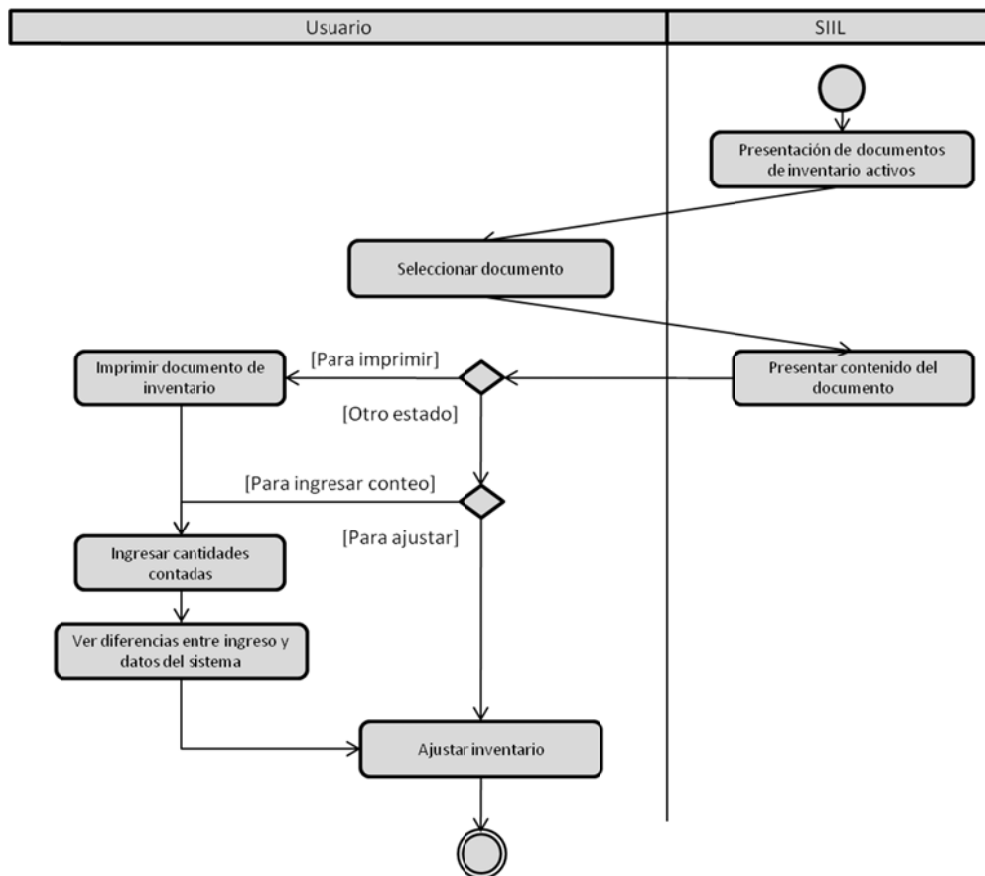 Usuario
SIIL
Presentación de documentos
de inventario activos
Seleccionar documento
Presentar contenido del
documento
[Para imprimir]
Imprimir documento de
inventario
[Otro estado]
[Para ingresar conteo]
[Para ajustar]
Ingresar cantidades
contadas
Ver diferencias entre ingreso y
datos del sistema
Ajustar inventario